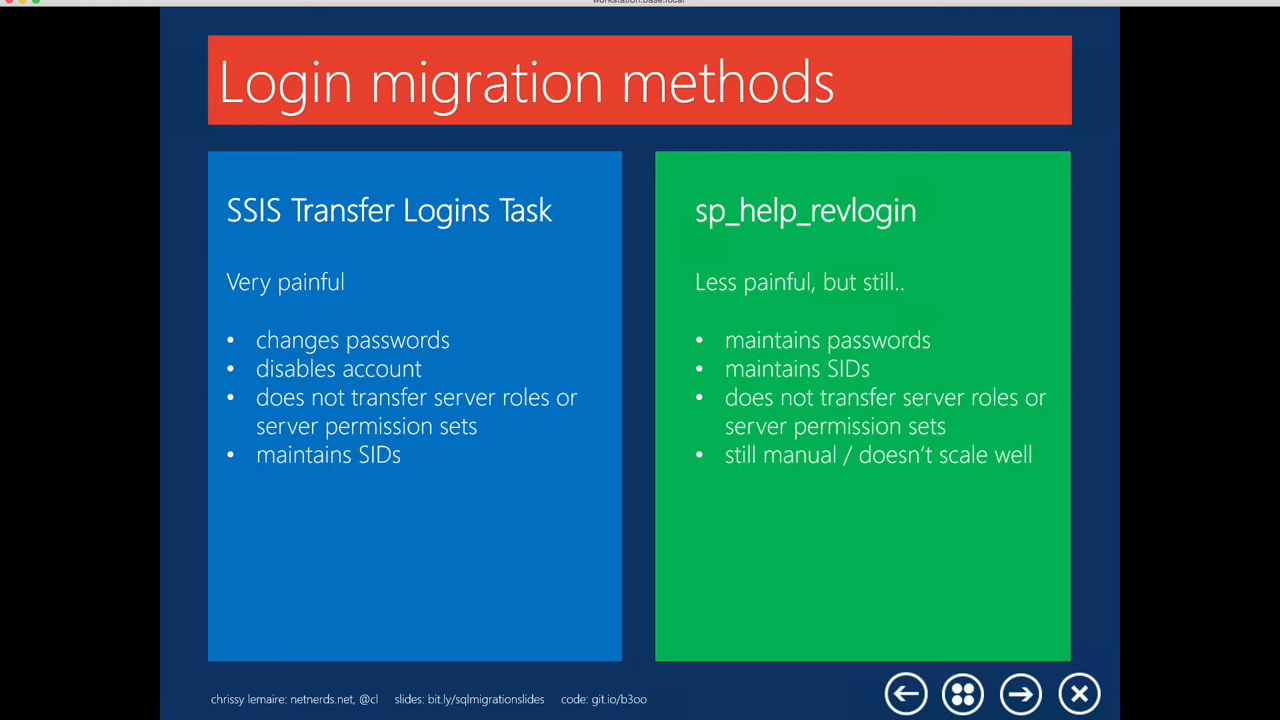 workstation.base.local
Login migration methods
SSIS Transfer Logins Task
Very painful
• changes passwords
• disables account
• does not transfer server roles or
server permission sets
• maintains SIDs
sp_help_revlogin
Less painful, but still..
• maintains passwords
• maintains SIDs
• does not transfer server roles or
server permission sets
• still manual / doesn't scale well
chrissy lemaire: netnerds.net, @cl slides: bit.ly/sqlmigrationslides code: git.io/b3oo